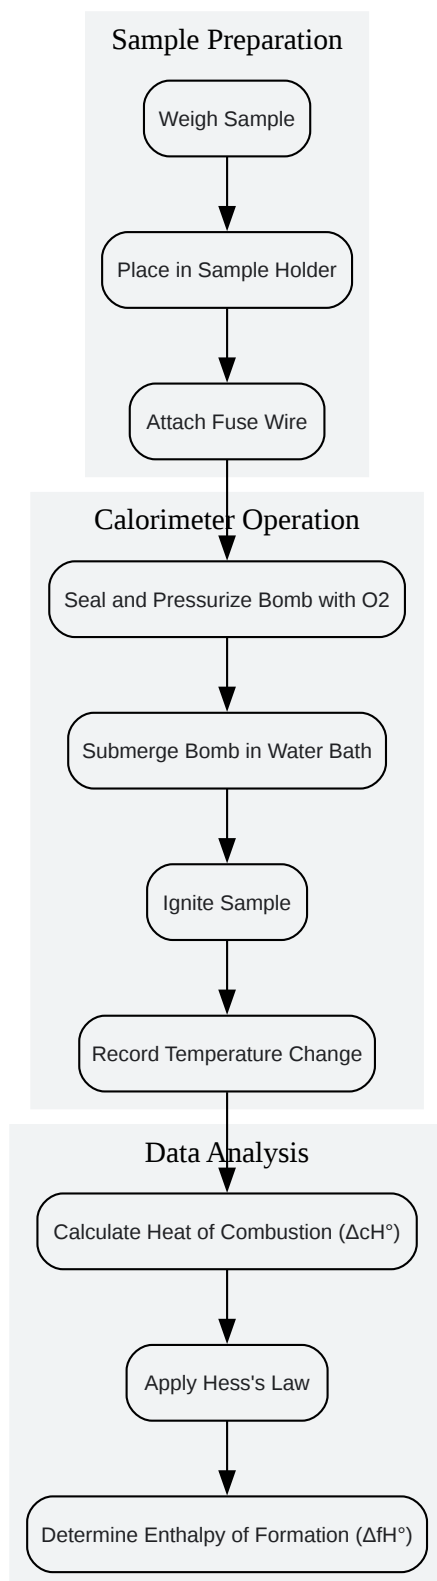 Sample Preparation
Weigh Sample
Place in Sample Holder
Attach Fuse Wire
Calorimeter Operation
Seal and Pressurize Bomb with O2
Submerge Bomb in Water Bath
Ignite Sample
Record Temperature Change
Data Analysis
Calculate Heat of Combustion (ΔcH°)
Apply Hess's Law
Determine Enthalpy of Formation (ΔfH°)